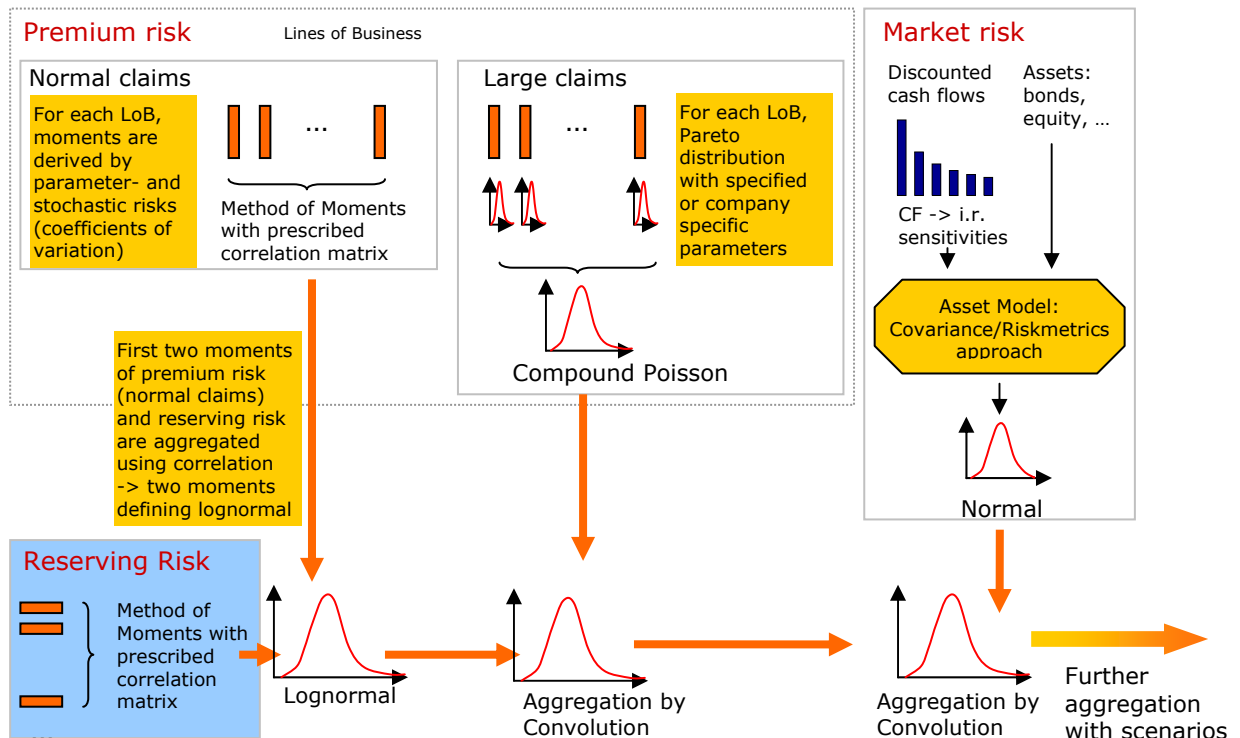 Premium risk
Lines of Business
Normal claims
For each LoB,
moments are
derived by
parameter- and
stochastic risks
(coefficients of
variation)
...
Method of Moments
with prescribed
correlation matrix
Large claims
...
For each LoB,
Pareto
distribution
with specified
or company
specific
parameters
Compound Poisson
Market risk
Discounted
cash flows
Assets:
bonds,
equity, ...
CF -> i.r.
sensitivities
Asset Model:
Covariance/Riskmetrics
approach
Normal
First two moments
of premium risk
(normal claims)
and reserving risk
are aggregated
using correlation
-> two moments
defining lognormal
Reserving Risk
Method of
Moments with
prescribed
correlation
matrix
...
Lognormal
Aggregation by
Convolution
Aggregation by
Convolution
Further
aggregation
with scenarios